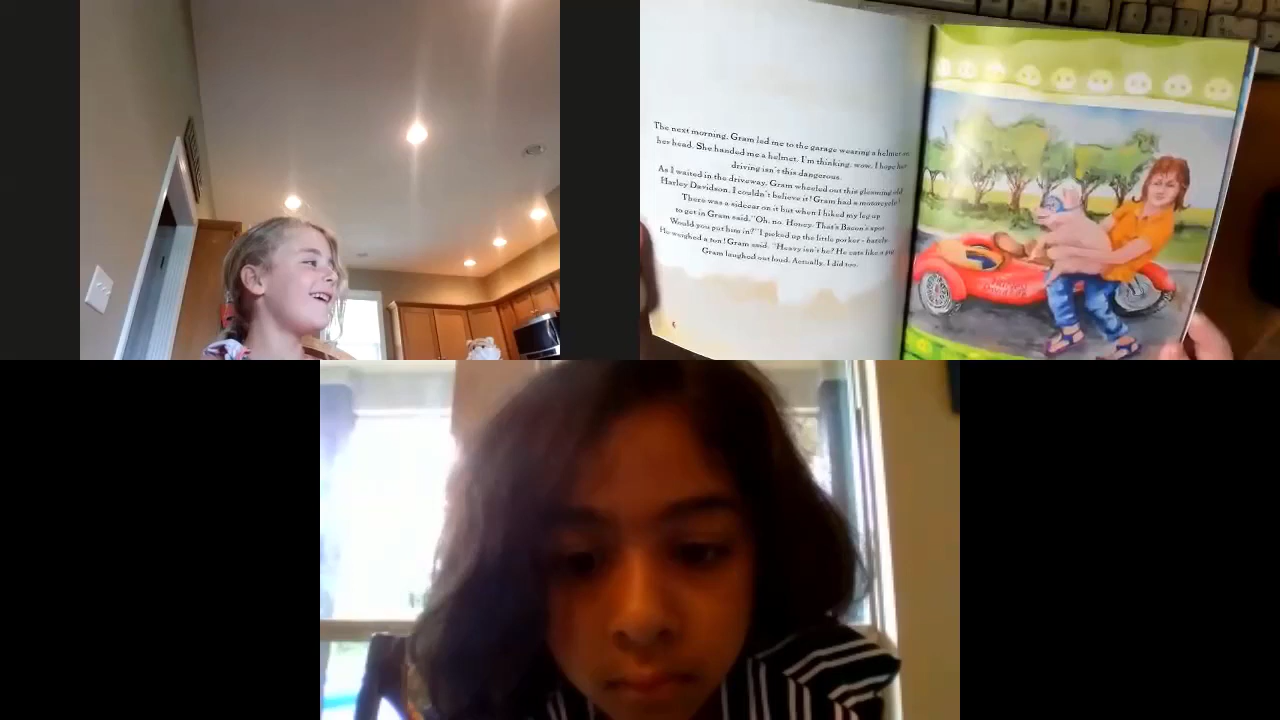 The next morning, Gram led me to the garage wearing a helmet on
her head. She handed me a helmet. I'm thinking, wow, I hope her
driving isn't this dangerous.
As I waited in the driveway, Gram wheeled out this gleaming old
Harley Davidson. I couldn't believe it! Gram had a motorcycle!
There was a sidecar on it but when I hiked my leg up
to get in Gram said, "Oh, no, Honey. That's Bacon's spot.
Would you put him in?" I picked up the little porker - barely.
He weighed a ton! Gram said, "Heavy isn't he? He eats like a pig."
Gram laughed out loud. Actually, I did too.
6